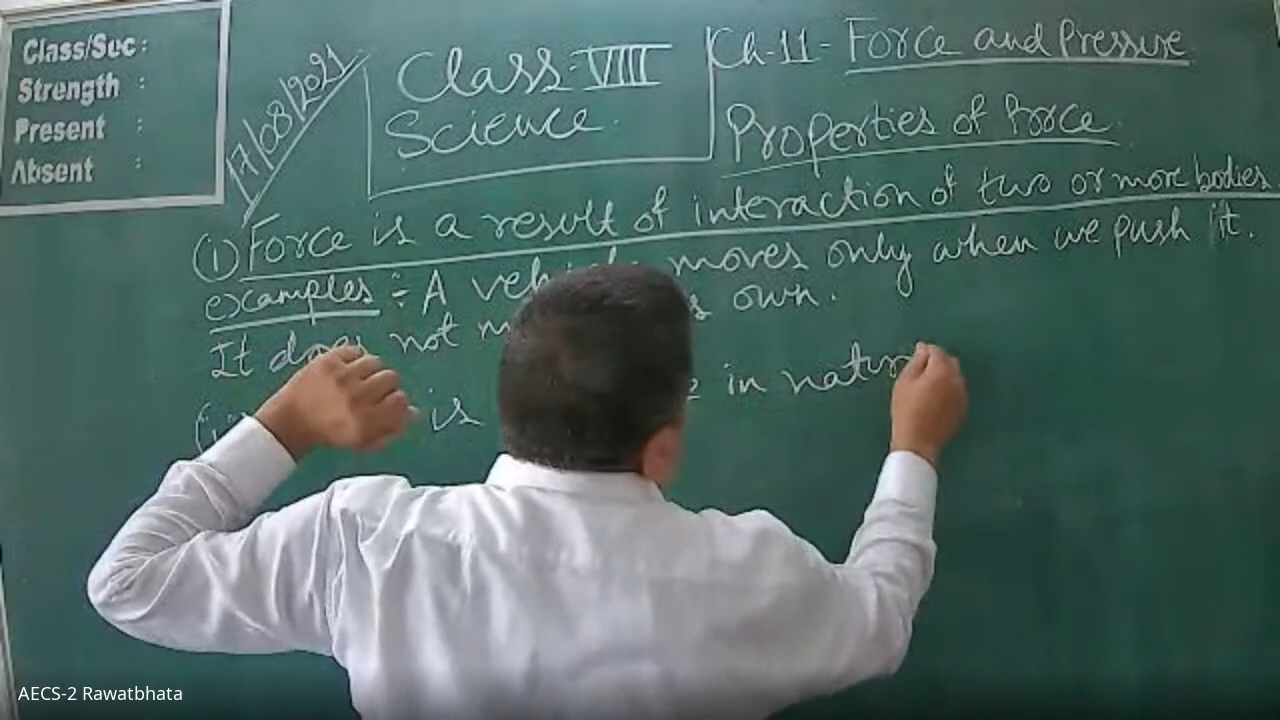 Class/Sec :
Strength :
Present :
Absent :
17/08/2021
Class-VIII
Science
Ch-11- Force and Pressure
Properties of Force
(1) Force is a result of interaction of two or more bodies
examples :- A moves only when we push it.
It does not own.
is in natur
AECS-2 Rawatbhata